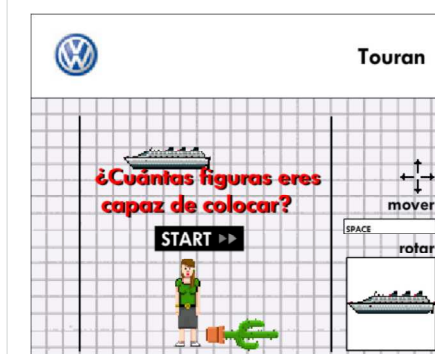 Touran
¿Cuántas figuras eres
capaz de colocar?
START
mover
SPACE
rotar